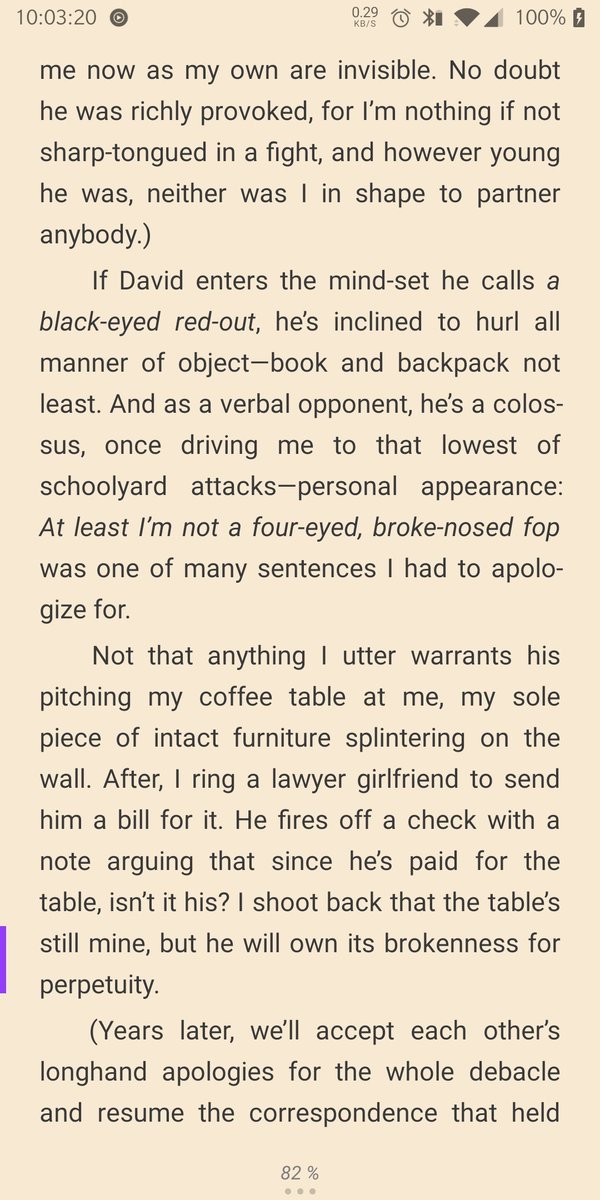 10:03:20
0.29
KB/S
100%
me now as my own are invisible. No doubt
he was richly provoked, for I’m nothing if not
sharp-tongued in a fight, and however young
he was, neither was I in shape to partner
anybody.)
If David enters the mind-set he calls a
black-eyed red-out, he’s inclined to hurl all
manner of object—book and backpack not
least. And as a verbal opponent, he’s a colos-
sus, once driving me to that lowest of
schoolyard attacks—personal appearance:
At least I’m not a four-eyed, broke-nosed fop
was one of many sentences I had to apolo-
gize for.
Not that anything I utter warrants his
pitching my coffee table at me, my sole
piece of intact furniture splintering on the
wall. After, I ring a lawyer girlfriend to send
him a bill for it. He fires off a check with a
note arguing that since he’s paid for the
table, isn’t it his? I shoot back that the table’s
still mine, but he will own its brokenness for
perpetuity.
(Years later, we’ll accept each other’s
longhand apologies for the whole debacle
and resume the correspondence that held
82 %